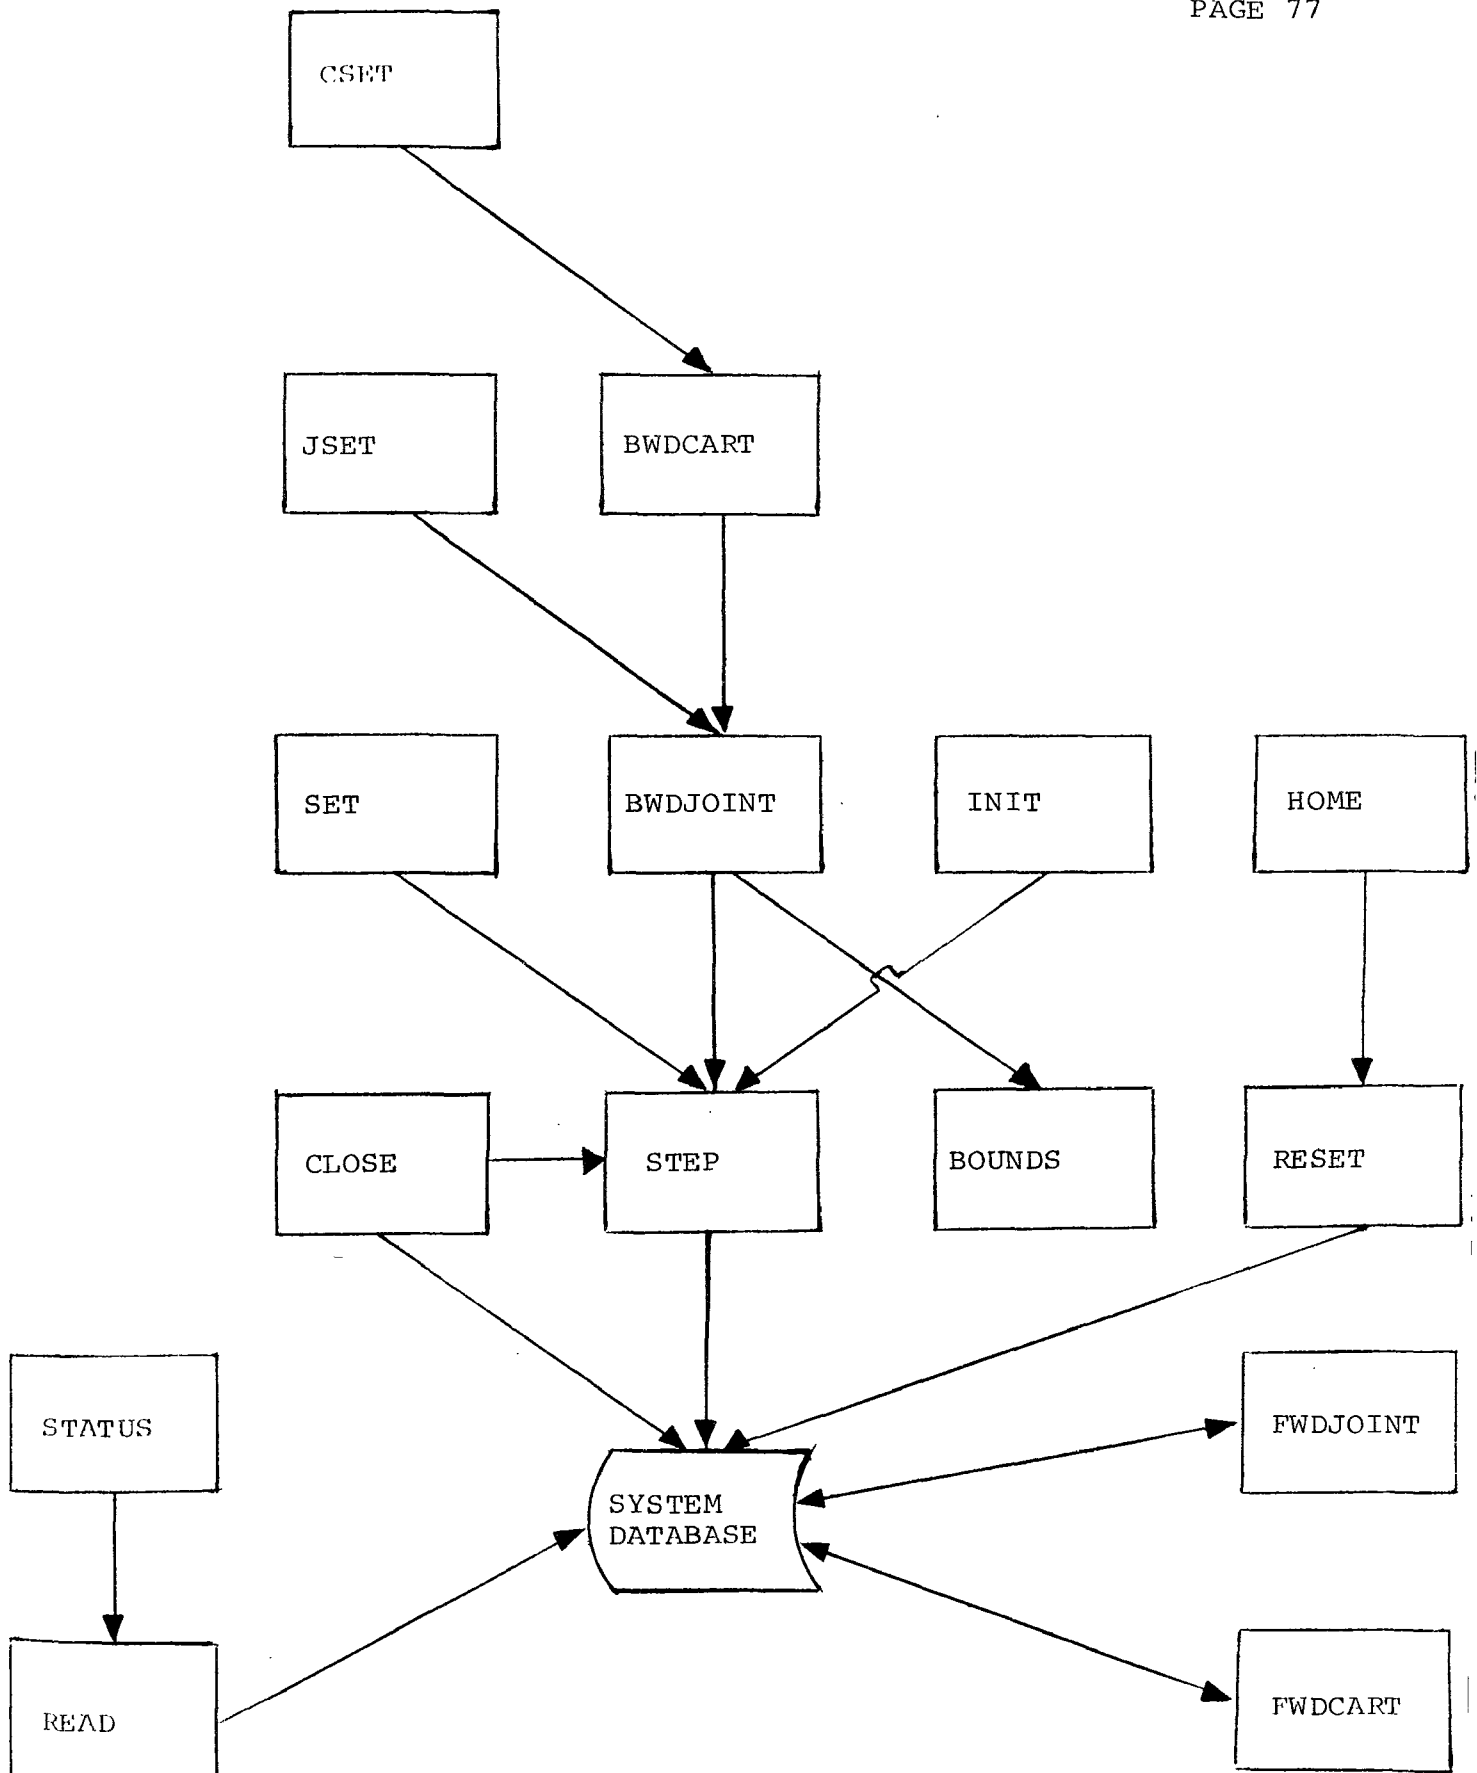 PAGE 77
CSET
JSET
BWDCART
SET
BWDJOINT
INIT
HOME
CLOSE
STEP
BOUNDS
RESET
STATUS
SYSTEM
DATABASE
FWDJOINT
READ
FWDCART